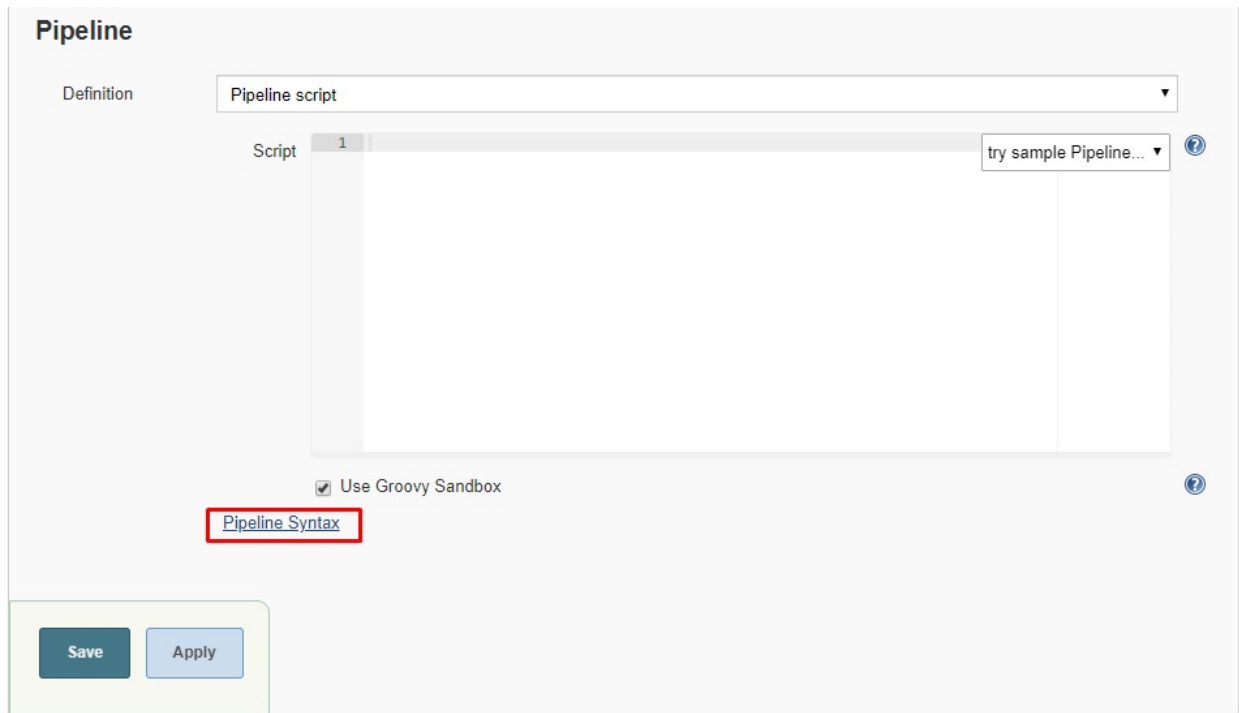 Pipeline
Definition
Pipeline script
Script
1
try sample Pipeline...
Use Groovy Sandbox
Pipeline Syntax
Save
Apply